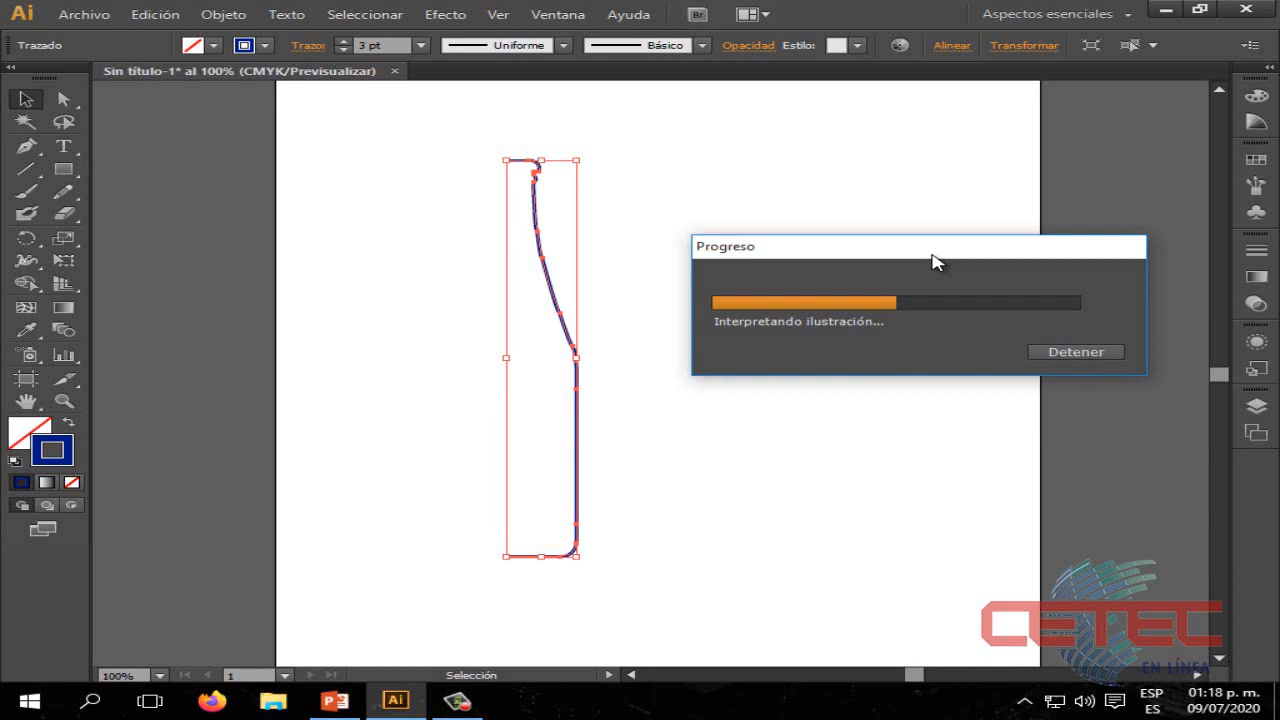 Ai Archivo Edición Objeto Texto Seleccionar Efecto Ver Ventana Ayuda Br Aspectos esenciales
Trazado Trazo: 3 pt Uniforme Básico Opacidad Estilo: Alinear Transformar
Sin título-1* al 100% (CMYK/Previsualizar)
Progreso
Interpretando ilustración...
Detener
CETEC
EN LÍNEA
100% 1 Selección
Ai
ESP
ES
01:18 p. m.
09/07/2020